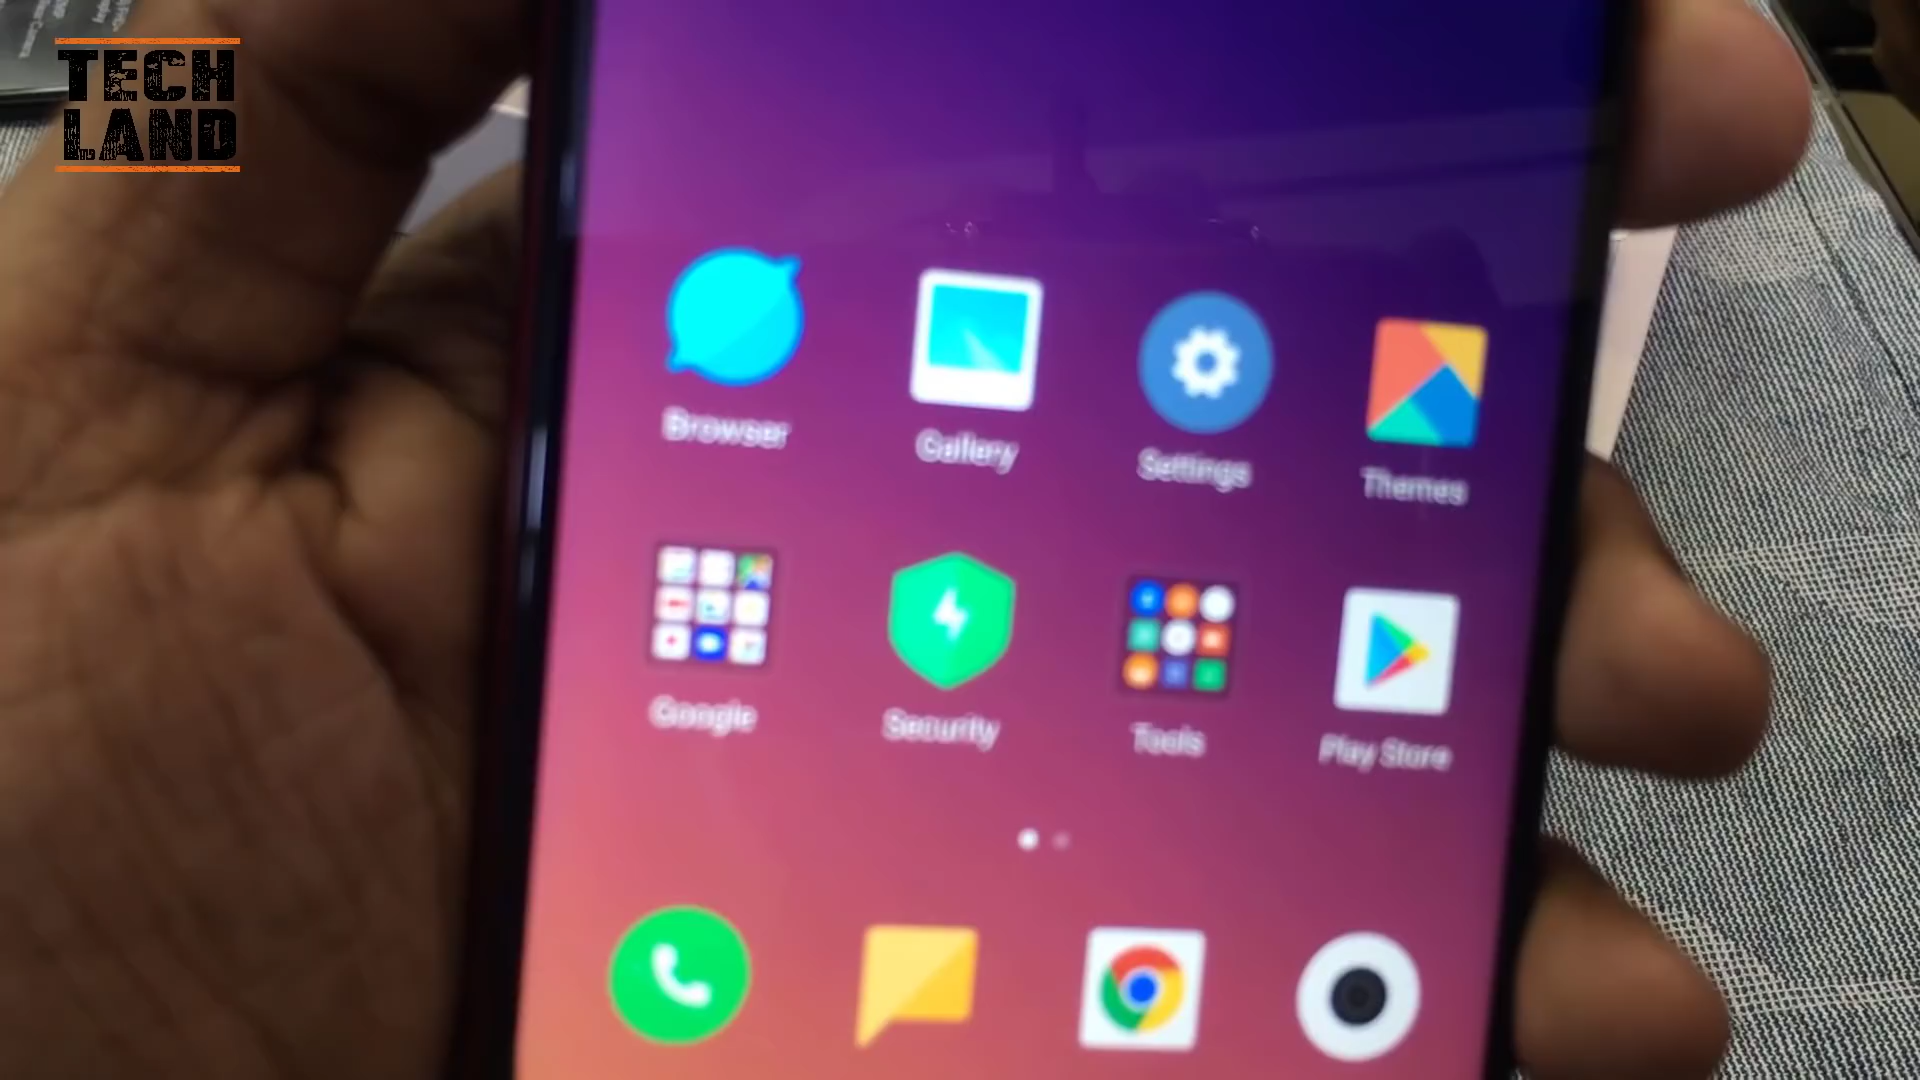 TECH
LAND
Browser
Gallery
Settings
Themes
Google
Security
Tools
Play Store